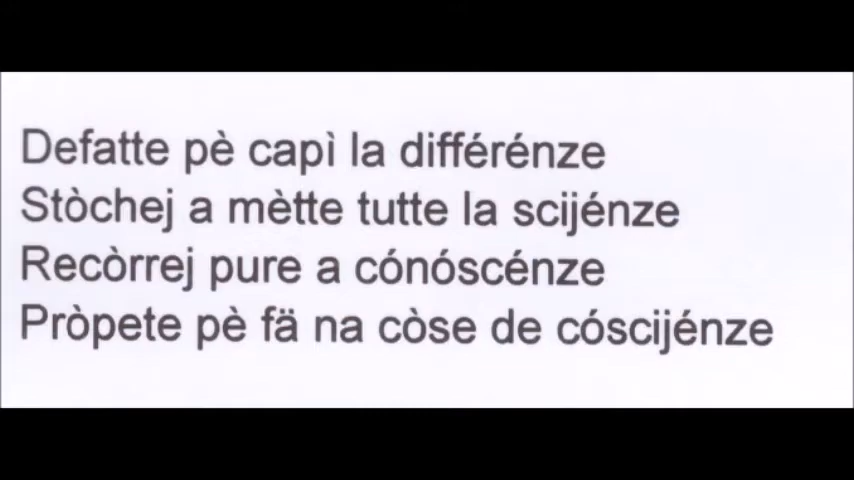 Defatte pè capì la différénze
Stòchej a mètte tutte la scijénze
Recòrrej pure a cónóscénze
Pròpete pè fä na còse de cóscijénze